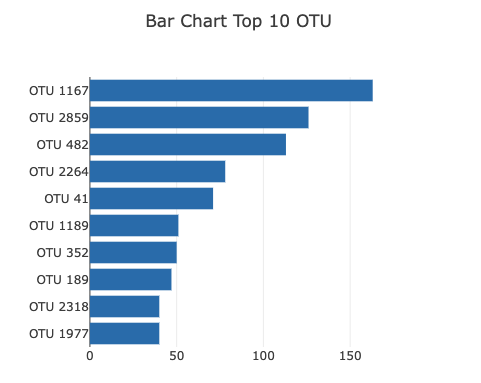 Bar Chart Top 10 OTU
OTU 1167
OTU 2859
OTU 482
OTU 2264
OTU 41
OTU 1189
OTU 352
OTU 189
OTU 2318
OTU 1977
0 50 100 150